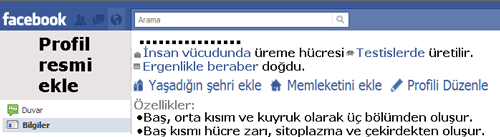 facebook
Arama
Profil
resmi
ekle
Duvar
Bilgiler
................
İnsan vücudunda üreme hücresi Testislerde üretilir.
Ergenlikle beraber doğdu.
Yaşadığın şehri ekle Memleketini ekle Profili Düzenle
Özellikler:
•Baş, orta kısım ve kuyruk olarak üç bölümden oluşur.
•Baş kısmı hücre zarı, sitoplazma ve çekirdekten oluşur.